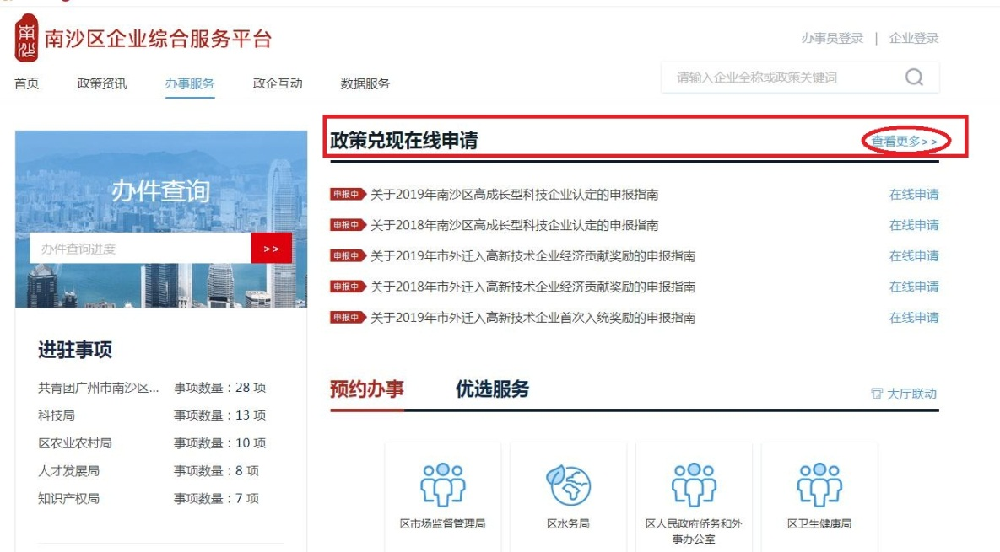 南沙
南沙区企业综合服务平台
办事员登录 | 企业登录
首页 政策资讯 办事服务 政企互动 数据服务
请输入企业全称或政策关键词
政策兑现在线申请
查看更多>>
办件查询
办件查询进度
>>
申报中 关于2019年南沙区高成长型科技企业认定的申报指南 在线申请
申报中 关于2018年南沙区高成长型科技企业认定的申报指南 在线申请
申报中 关于2019年市外迁入高新技术企业经济贡献奖励的申报指南 在线申请
申报中 关于2018年市外迁入高新技术企业经济贡献奖励的申报指南 在线申请
申报中 关于2019年市外迁入高新技术企业首次入统奖励的申报指南 在线申请
进驻事项
共青团广州市南沙区... 事项数量：28 项
科技局 事项数量：13 项
区农业农村局 事项数量：10 项
人才发展局 事项数量：8 项
知识产权局 事项数量：7 项
预约办事 优选服务
大厅联动
区市场监督管理局
区水务局
区人民政府侨务和外
事办公室
区卫生健康局